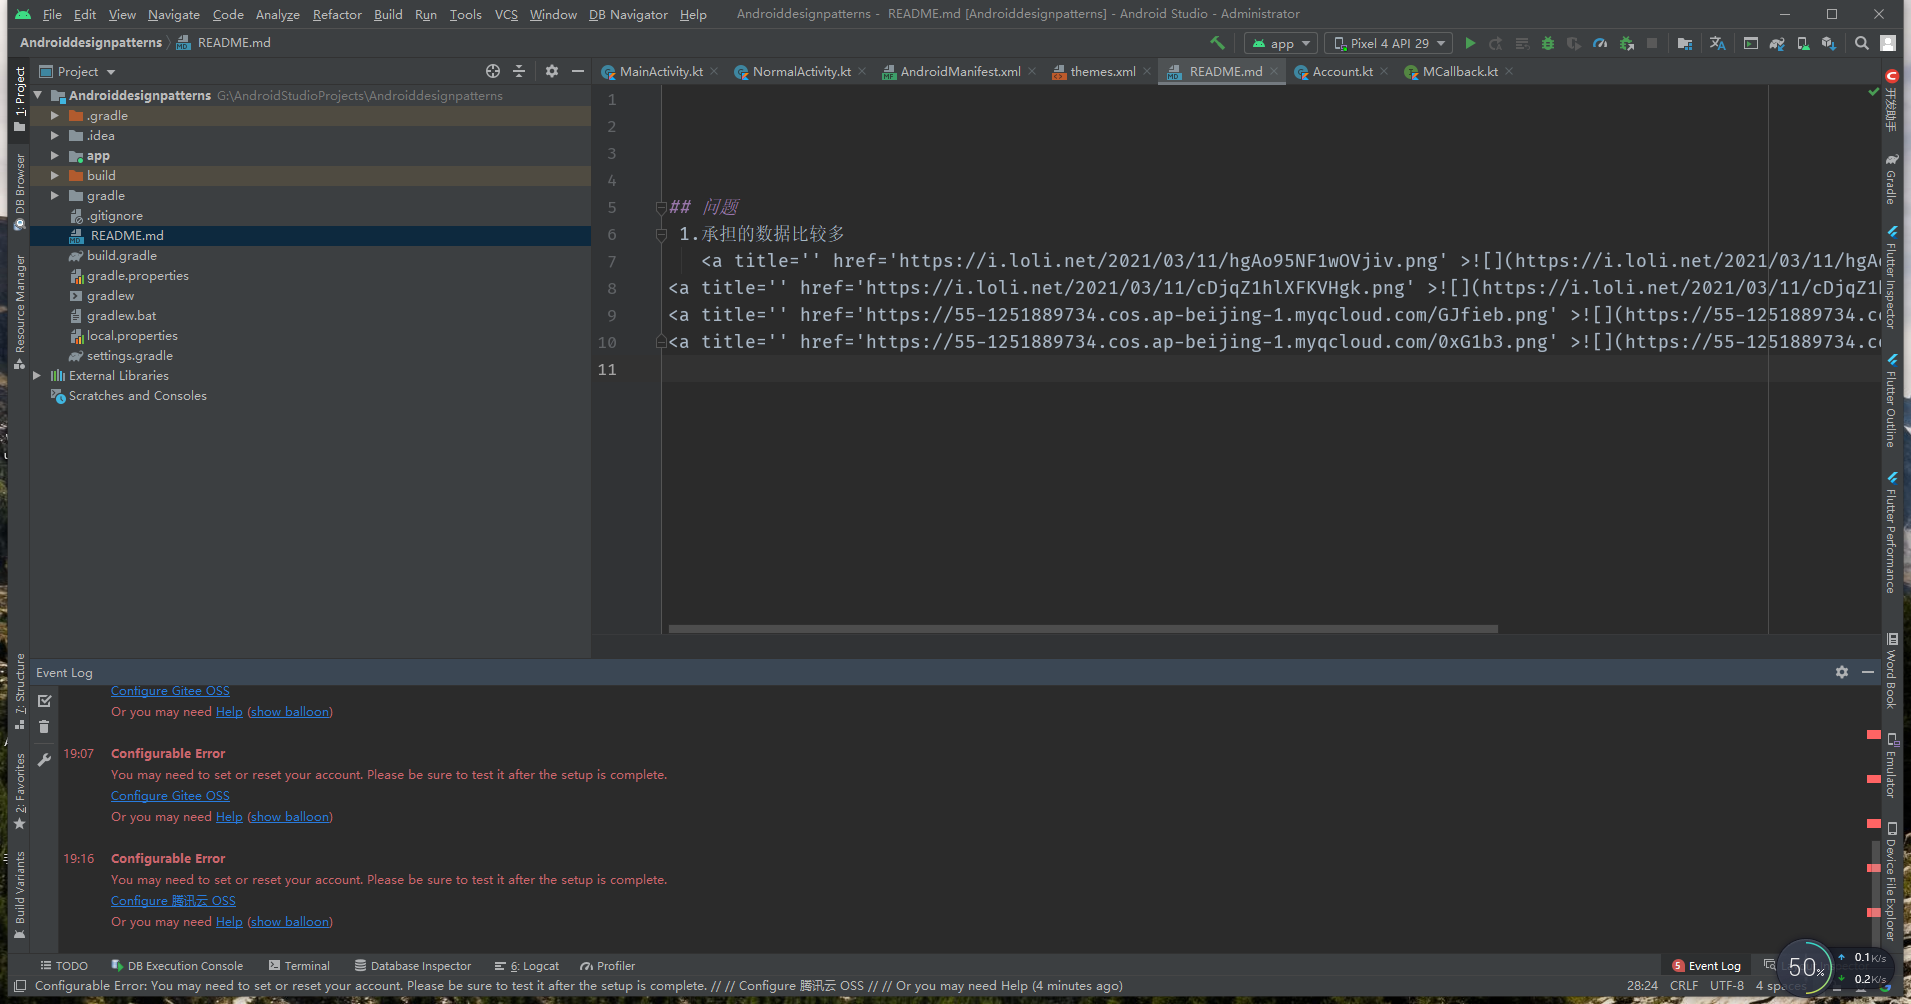 File Edit View Navigate Code Analyze Refactor Build Run Tools VCS Window DB Navigator Help Androiddesignpatterns - README.md [Androiddesignpatterns] - Android Studio - Administrator
Androiddesignpatterns README.md app Pixel 4 API 29
1: Project
DB Browser
Resource Manager
7: Structure
2: Favorites
Build Variants
Project
Androiddesignpatterns G:\AndroidStudioProjects\Androiddesignpatterns
.gradle
.idea
app
build
gradle
.gitignore
README.md
build.gradle
gradle.properties
gradlew
gradlew.bat
local.properties
settings.gradle
External Libraries
Scratches and Consoles
MainActivity.kt NormalActivity.kt AndroidManifest.xml themes.xml README.md Account.kt MCallback.kt
1
2
3
4
5 ## 问题
6 1.承担的数据比较多
7 <a title='' href='https://i.loli.net/2021/03/11/hgAo95NF1wOVjiv.png' >![](https://i.loli.net/2021/03/11/hgAo
8 <a title='' href='https://i.loli.net/2021/03/11/cDjqZ1hlXFKVHgk.png' >![](https://i.loli.net/2021/03/11/cDjqZ1h
9 <a title='' href='https://55-1251889734.cos.ap-beijing-1.myqcloud.com/GJfieb.png' >![](https://55-1251889734.co
10 <a title='' href='https://55-1251889734.cos.ap-beijing-1.myqcloud.com/0xG1b3.png' >![](https://55-1251889734.co
11
开发助手
Gradle
Flutter Inspector
Flutter Outline
Flutter Performance
Word Book
Emulator
Device File Explorer
Event Log
Configure Gitee OSS
Or you may need Help (show balloon)
19:07 Configurable Error
You may need to set or reset your account. Please be sure to test it after the setup is complete.
Configure Gitee OSS
Or you may need Help (show balloon)
19:16 Configurable Error
You may need to set or reset your account. Please be sure to test it after the setup is complete.
Configure 腾讯云 OSS
Or you may need Help (show balloon)
TODO DB Execution Console Terminal Database Inspector 6: Logcat Profiler 5 Event Log
Configurable Error: You may need to set or reset your account. Please be sure to test it after the setup is complete. // // Configure 腾讯云 OSS // // Or you may need Help (4 minutes ago) 28:24 CRLF UTF-8 4 spaces
50%
0.1K/s
0.2K/s